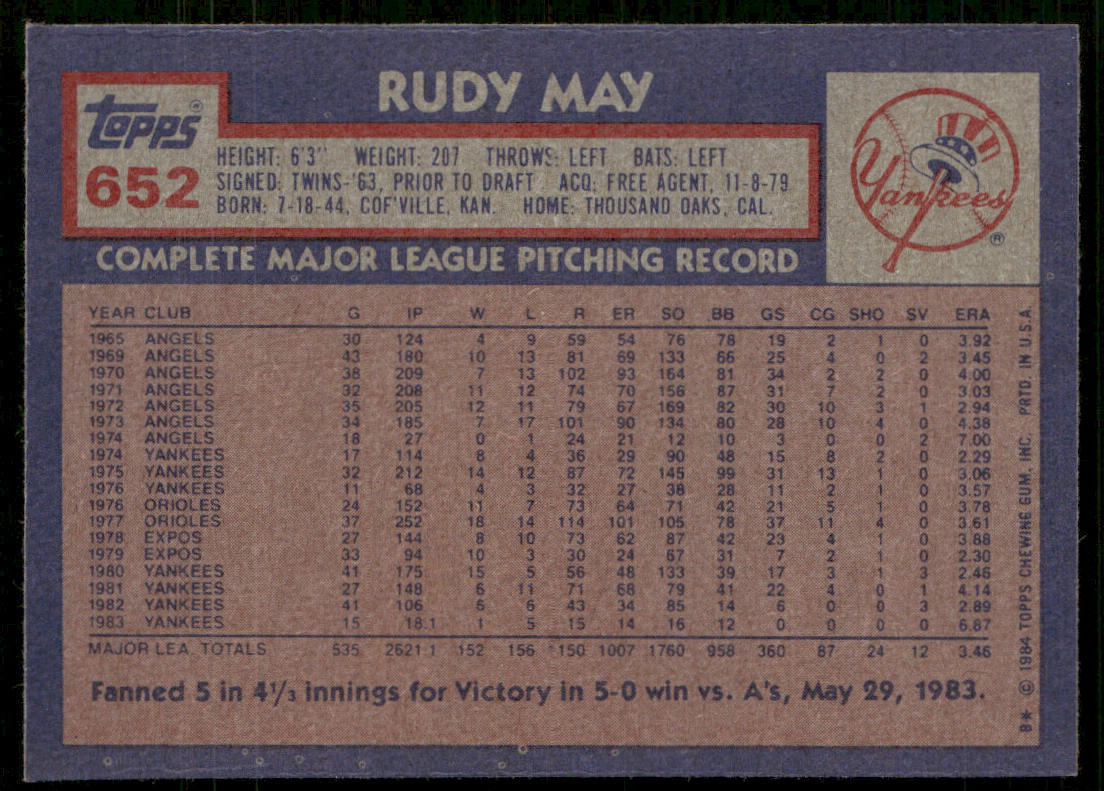 RUDY MAY
Topps®
652
HEIGHT: 6'3" WEIGHT: 207 THROWS: LEFT BATS: LEFT
SIGNED: TWINS-'63, PRIOR TO DRAFT ACQ: FREE AGENT, 11-8-79
BORN: 7-18-44, COF'VILLE, KAN. HOME: THOUSAND OAKS, CAL.
Yankees®
COMPLETE MAJOR LEAGUE PITCHING RECORD
YEAR CLUB G IP W L R ER SO BB GS CG SHO SV ERA
1965 ANGELS 30 124 4 9 59 54 76 78 19 2 1 0 3.92
1969 ANGELS 43 180 10 13 81 69 133 66 25 4 0 2 3.45
1970 ANGELS 38 209 7 13 102 93 164 81 34 2 2 0 4.00
1971 ANGELS 32 208 11 12 74 70 156 87 31 7 2 0 3.03
1972 ANGELS 35 205 12 11 79 67 169 82 30 10 3 1 2.94
1973 ANGELS 34 185 7 17 101 90 134 80 28 10 4 0 4.38
1974 ANGELS 18 27 0 1 24 21 12 10 3 0 0 2 7.00
1974 YANKEES 17 114 8 4 36 29 90 48 15 8 2 0 2.29
1975 YANKEES 32 212 14 12 87 72 145 99 31 13 1 0 3.06
1976 YANKEES 11 68 4 3 32 27 38 28 11 2 1 0 3.57
1976 ORIOLES 24 152 11 7 73 64 71 42 21 5 1 0 3.78
1977 ORIOLES 37 252 18 14 114 101 105 78 37 11 4 0 3.61
1978 EXPOS 27 144 8 10 73 62 87 42 23 4 1 0 3.88
1979 EXPOS 33 94 10 3 30 24 67 31 7 2 1 0 2.30
1980 YANKEES 41 175 15 5 56 48 133 39 17 3 1 3 2.46
1981 YANKEES 27 148 6 11 71 68 79 41 22 4 0 1 4.14
1982 YANKEES 41 106 6 6 43 34 85 14 6 0 0 3 2.89
1983 YANKEES 15 18.1 1 5 15 14 16 12 0 0 0 0 6.87
MAJOR LEA. TOTALS 535 2621.1 152 156 1150 1007 1760 958 360 87 24 12 3.46
Fanned 5 in 4⅓ innings for Victory in 5-0 win vs. A's, May 29, 1983.
B* © 1984 TOPPS CHEWING GUM, INC. PRTD. IN U.S.A.